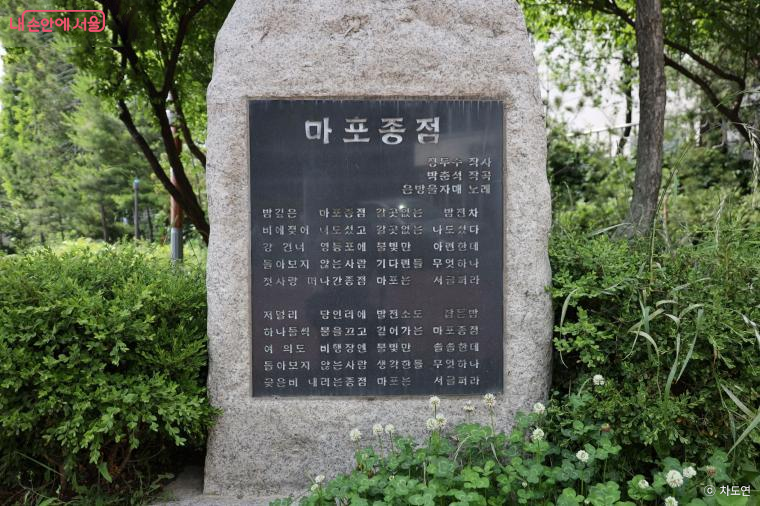 내 손안에서울
마포종점
정두수 작사
박춘석 작곡
은방울자매 노래
밤깊은 마포종점 갈곳없는 밤전차
비에젖어 너도섰고 갈곳없는 나도섰다
강 건너 영등포에 불빛만 아련한데
돌아오지 않는사람 기다린들 무엇하나
첫사랑 떠나간종점 마포는 서글퍼라
저멀리 당인리에 발전소도 잠든밤
하나둘씩 불을끄고 깊어가는 마포종점
여 의도 비행장엔 불빛만 쓸쓸한데
돌아오지 않는사람 생각한들 무엇하나
궂은비 내리는종점 마포는 서글퍼라
ⓒ 차도연